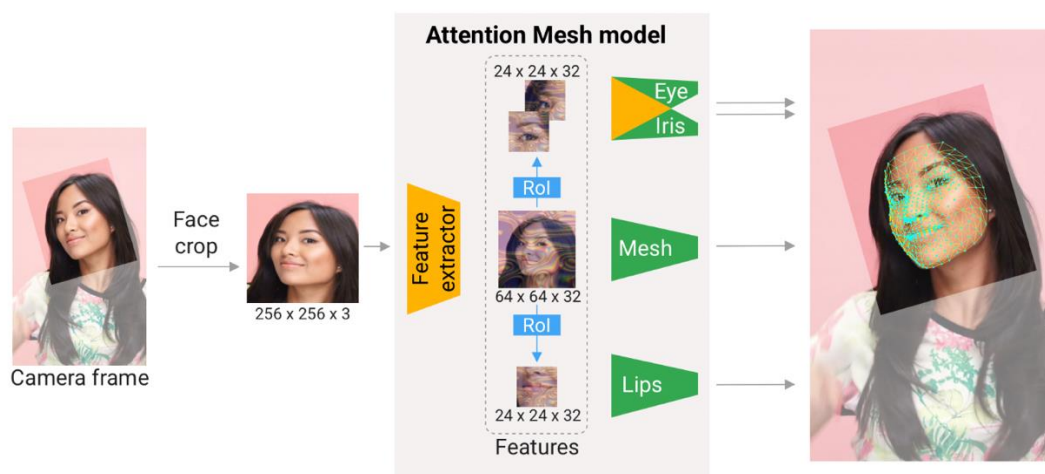 Attention Mesh model
24 x 24 x 32
Eye
Iris
RoI
Face
crop
Feature
extractor
Mesh
64 x 64 x 32
256 x 256 x 3
RoI
Camera frame
Lips
24 x 24 x 32
Features